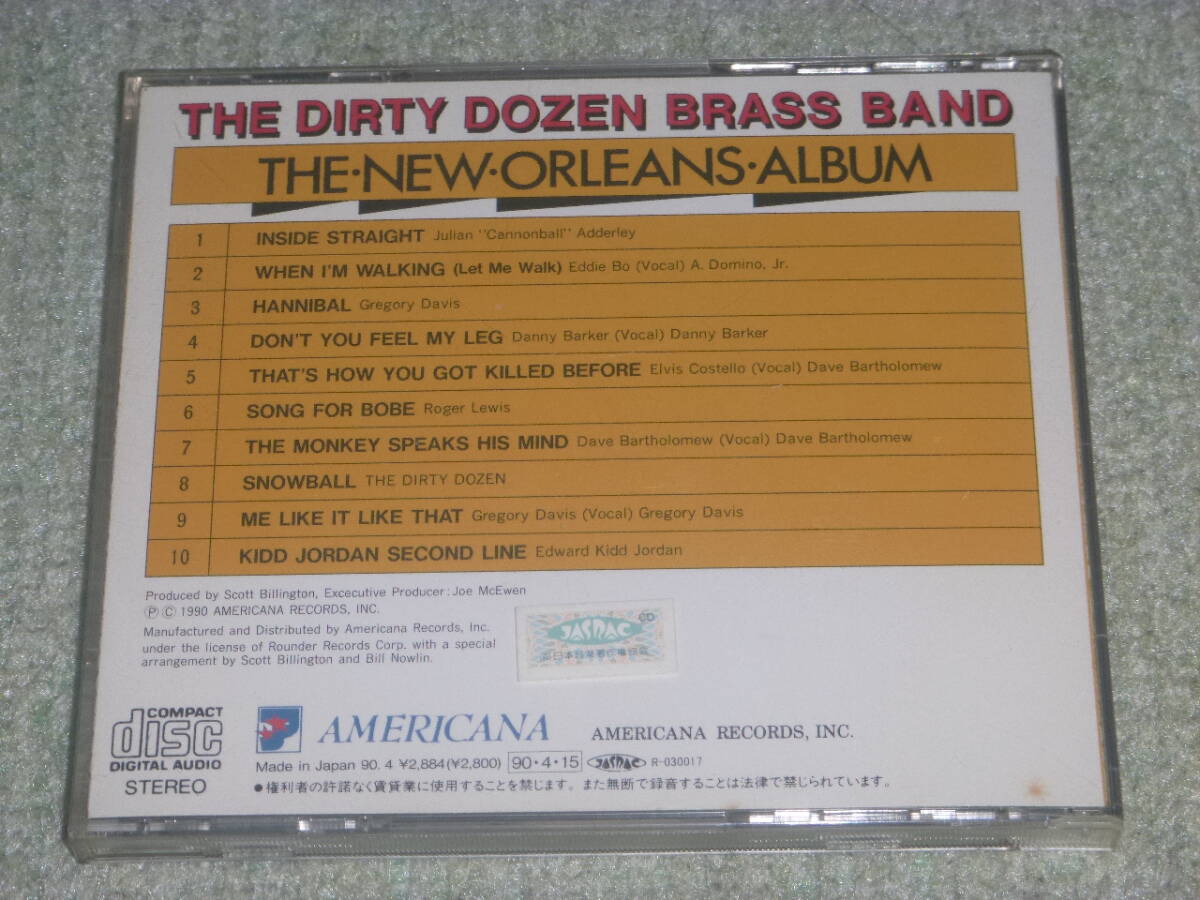 THE DIRTY DOZEN BRASS BAND
THE·NEW·ORLEANS·ALBUM
1 INSIDE STRAIGHT Julian "Cannonball" Adderley
2 WHEN I'M WALKING (Let Me Walk) Eddie Bo (Vocal) A. Domino, Jr.
3 HANNIBAL Gregory Davis
4 DON'T YOU FEEL MY LEG Danny Barker (Vocal) Danny Barker
5 THAT'S HOW YOU GOT KILLED BEFORE Elvis Costello (Vocal) Dave Bartholomew
6 SONG FOR BOBE Roger Lewis
7 THE MONKEY SPEAKS HIS MIND Dave Bartholomew (Vocal) Dave Bartholomew
8 SNOWBALL THE DIRTY DOZEN
9 ME LIKE IT LIKE THAT Gregory Davis (Vocal) Gregory Davis
10 KIDD JORDAN SECOND LINE Edward Kidd Jordan
Produced by Scott Billington, Excecutive Producer: Joe McEwen
Ⓟ Ⓒ 1990 AMERICANA RECORDS, INC.
Manufactured and Distributed by Americana Records, Inc.
under the license of Rounder Records Corp. with a special
arrangement by Scott Billington and Bill Nowlin.
CD
JASRAC
COMPACT
disc
DIGITAL AUDIO
STEREO
AMERICANA AMERICANA RECORDS, INC.
Made in Japan 90. 4 ¥2,884(¥2,800) 90·4·15 JASRAC R-030017
●権利者の許諾なく賃貸業に使用することを禁じます。また無断で録音することは法律で禁じられています。